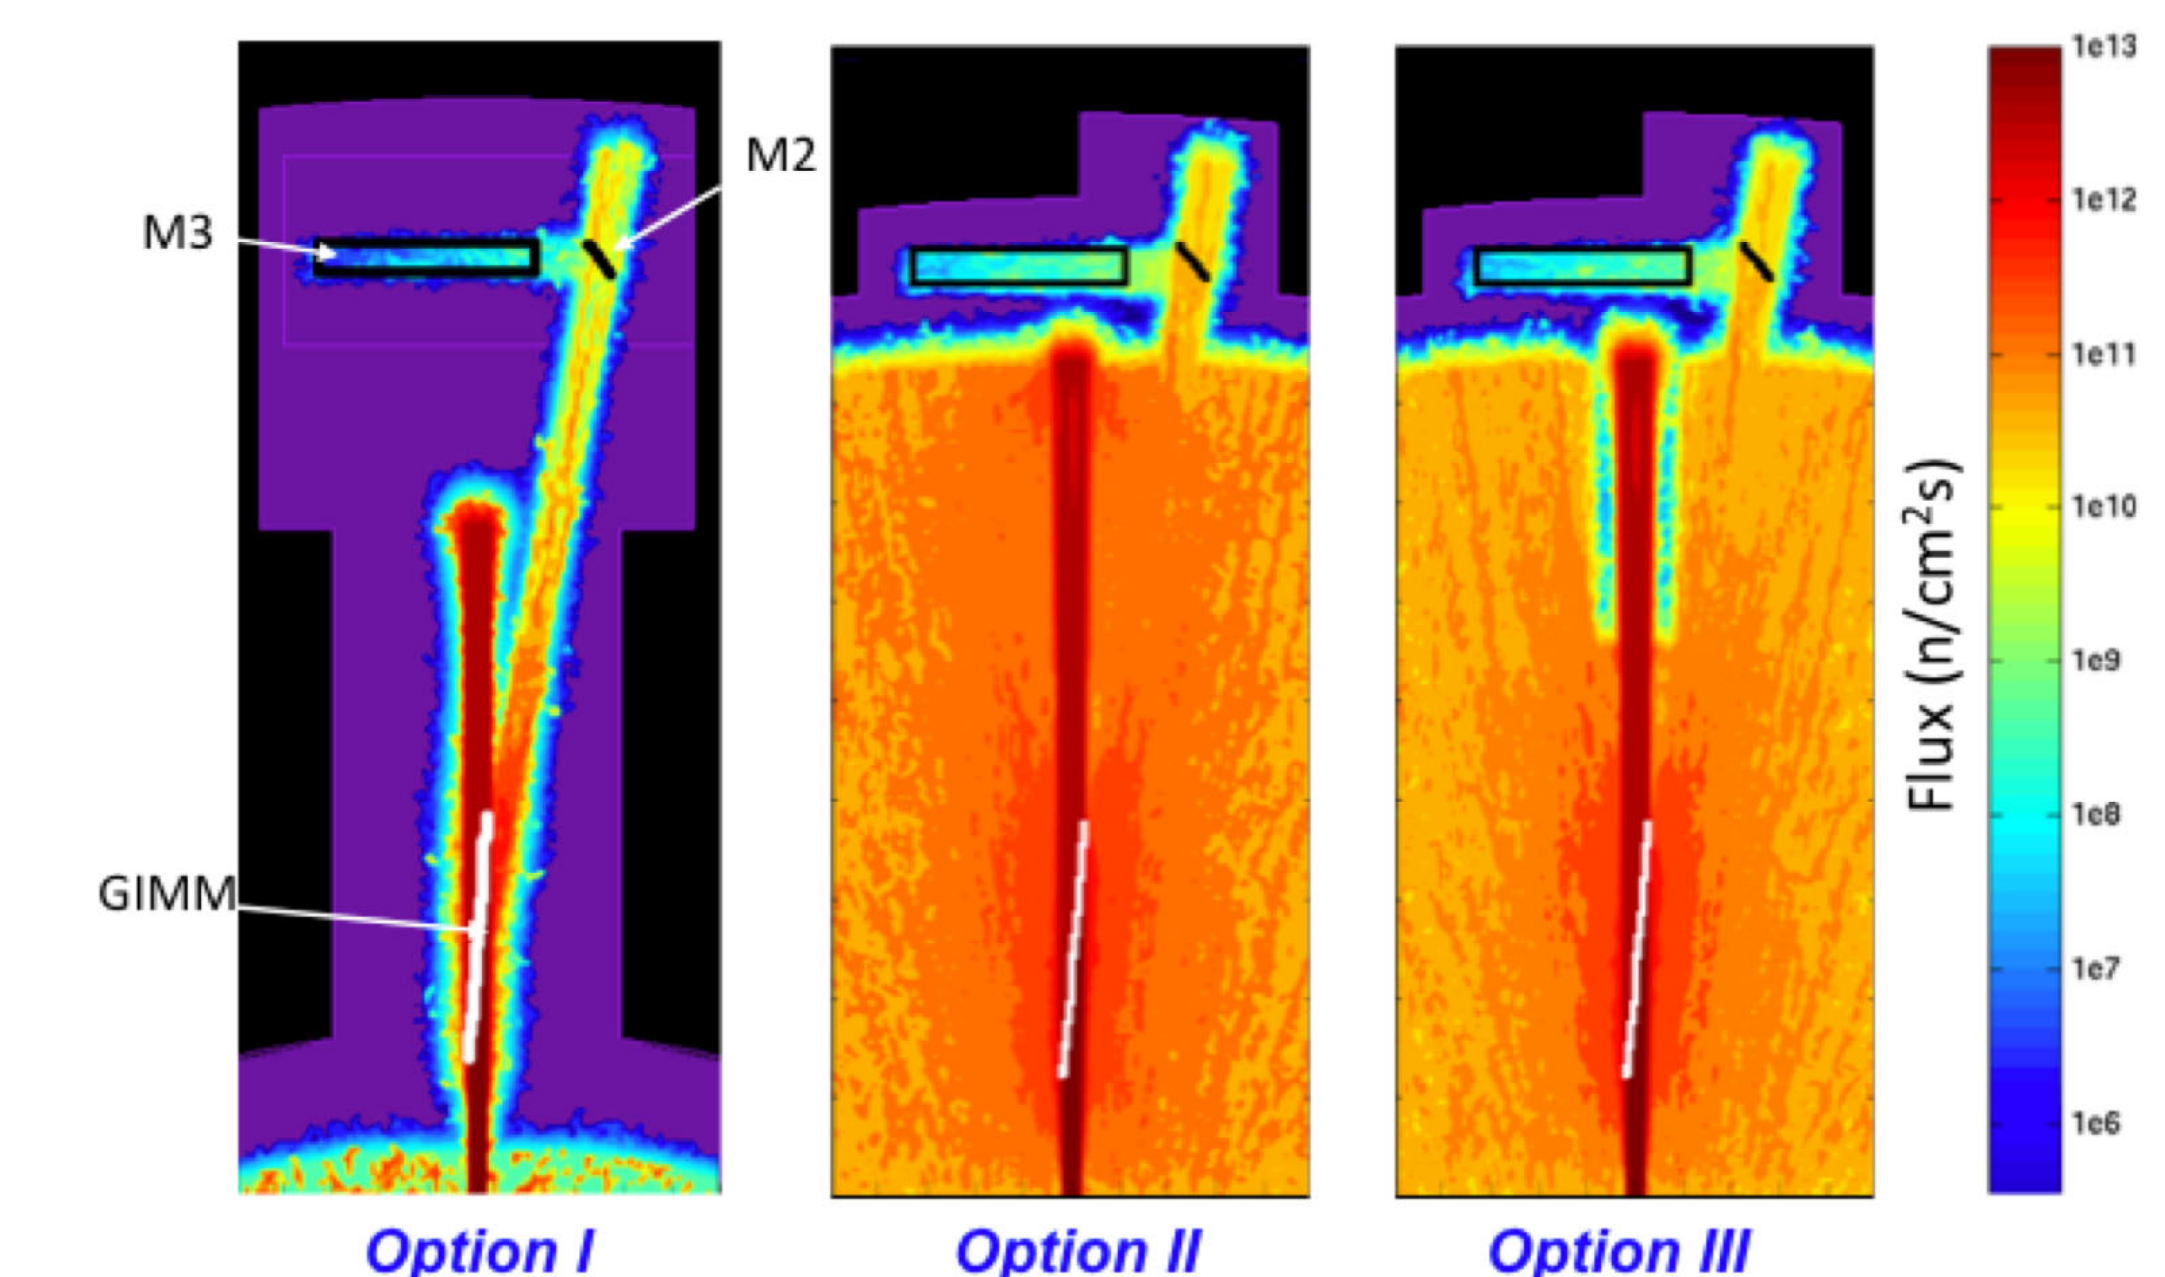 M2
M3
GIMM
Option I
Option II
Option III
Flux (n/cm²s)
1e13
1e12
1e11
1e10
1e9
1e8
1e7
1e6